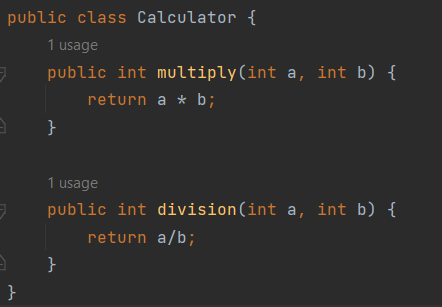 public class Calculator {
1 usage
public int multiply(int a, int b) {
return a * b;
}
1 usage
public int division(int a, int b) {
return a/b;
}
}